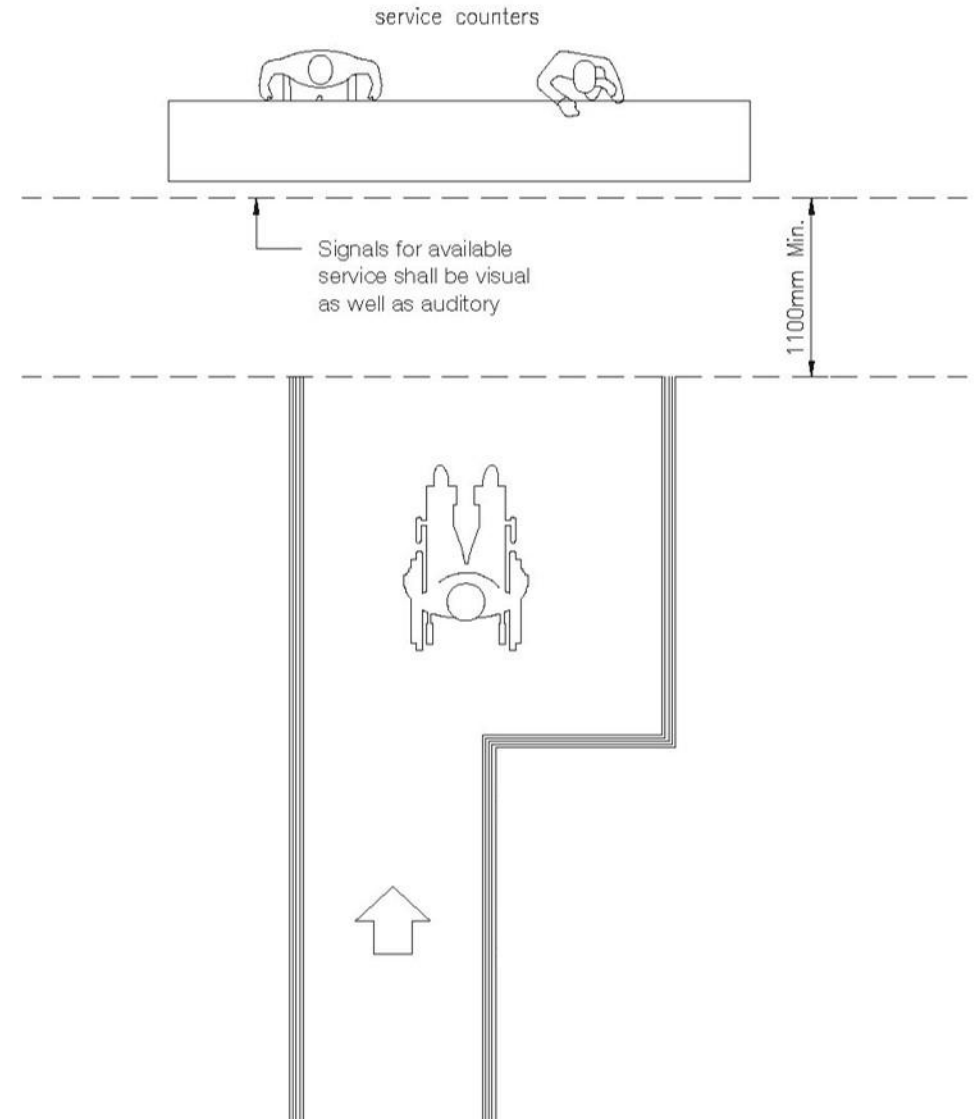 service counters
Signals for available
service shall be visual
as well as auditory
1100mm Min.